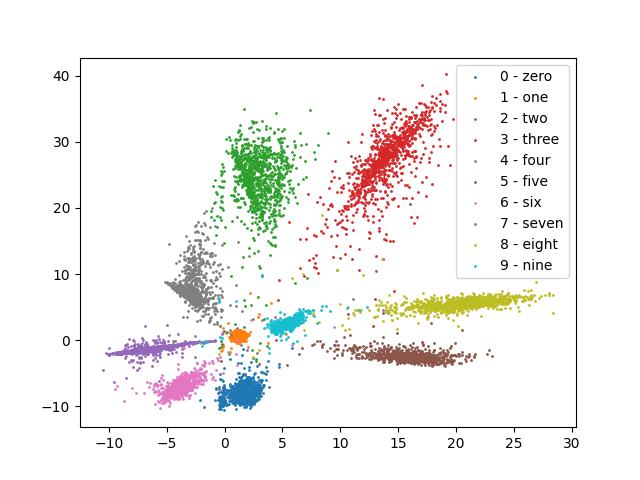 40
30
20
10
0
−10
−10
−5
0
5
10
15
20
25
30
0 - zero
1 - one
2 - two
3 - three
4 - four
5 - five
6 - six
7 - seven
8 - eight
9 - nine